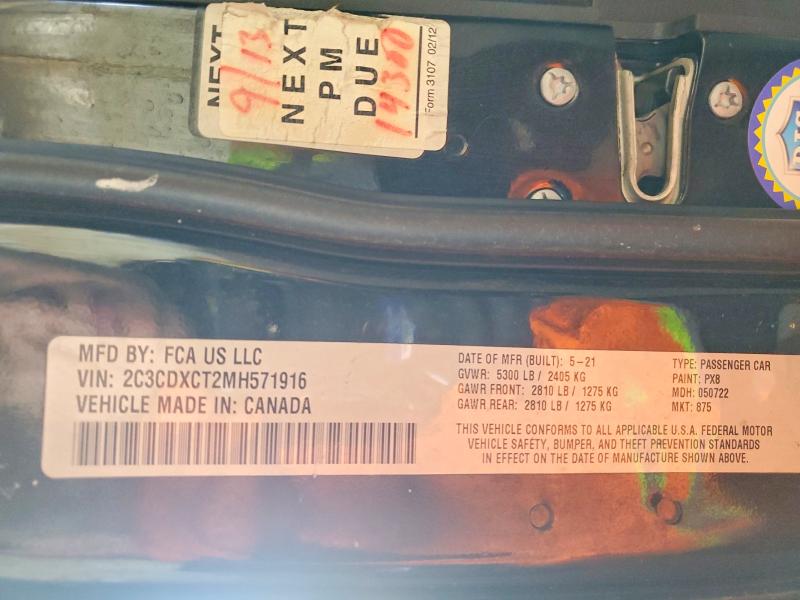 NEXT
9/13
NEXT
PM
DUE
14300
Form 3107 02/12
MFD BY: FCA US LLC
VIN: 2C3CDXCT2MH571916
VEHICLE MADE IN: CANADA
DATE OF MFR (BUILT): 5-21
GVWR: 5300 LB / 2405 KG
GAWR FRONT: 2810 LB / 1275 KG
GAWR REAR: 2810 LB / 1275 KG
TYPE: PASSENGER CAR
PAINT: PX8
MDH: 050722
MKT: 875
THIS VEHICLE CONFORMS TO ALL APPLICABLE U.S.A. FEDERAL MOTOR
VEHICLE SAFETY, BUMPER, AND THEFT PREVENTION STANDARDS
IN EFFECT ON THE DATE OF MANUFACTURE SHOWN ABOVE.